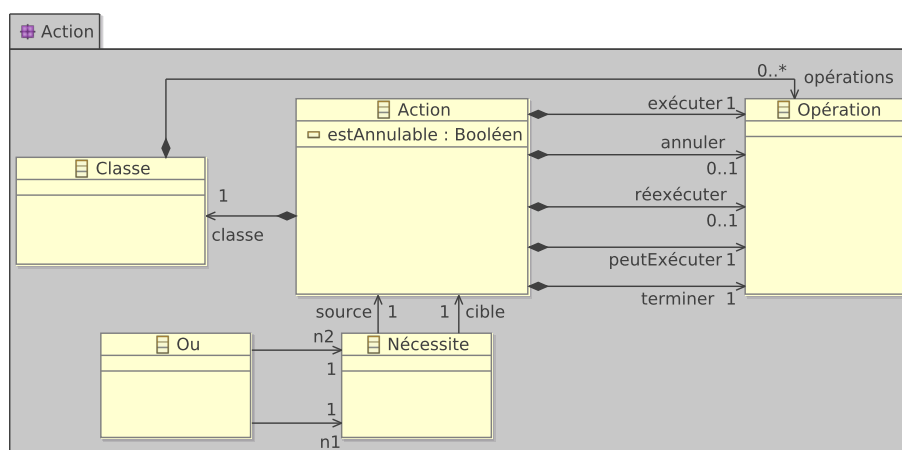 Action
0..*
opérations
Action
exécuter 1
Opération
estAnnulable : Booléen
annuler
0..1
Classe
1
réexécuter
0..1
classe
peutExécuter 1
terminer 1
source 1
1 cible
Ou
n2
Nécessite
1
1
n1